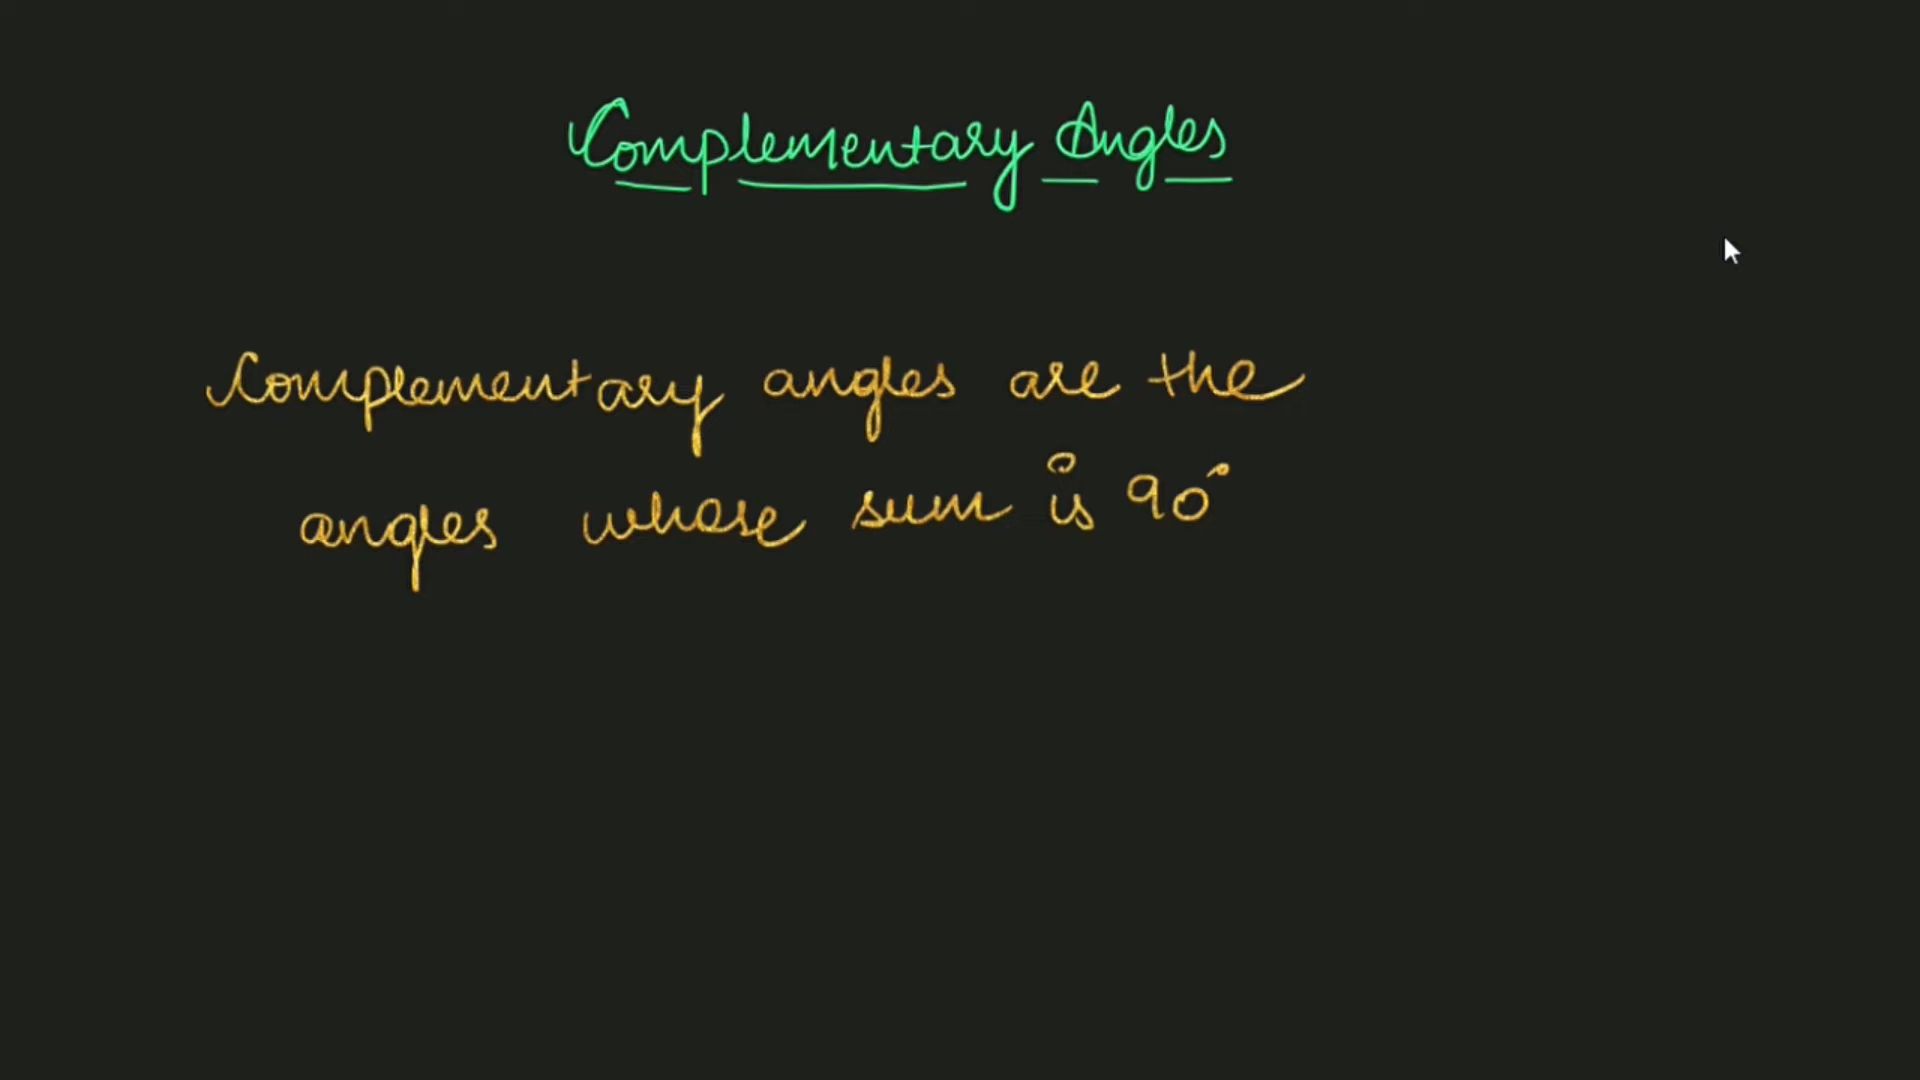 Complementary Angles
Complementary angles are the
angles whose sum is 90°